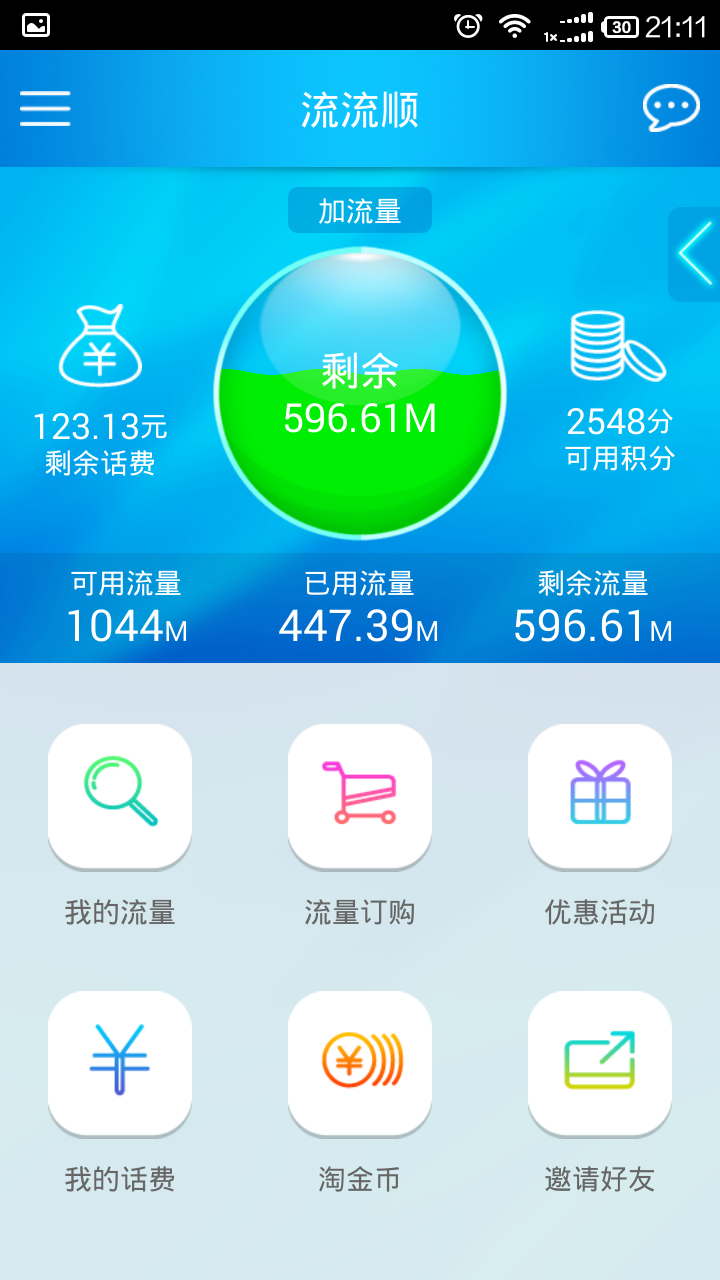 1× 30 21:11
流流顺
加流量
剩余
596.61M
123.13元
剩余话费
2548分
可用积分
可用流量 已用流量 剩余流量
1044M 447.39M 596.61M
我的流量 流量订购 优惠活动
我的话费 淘金币 邀请好友